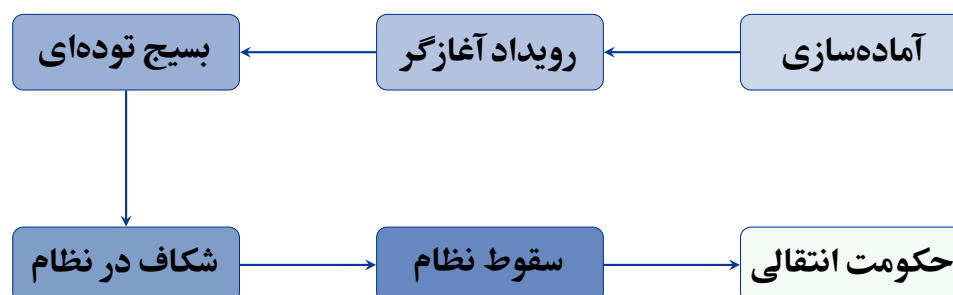 آماده‌سازی
رویداد آغازگر
بسیج توده‌ای
شکاف در نظام
سقوط نظام
حکومت انتقالی